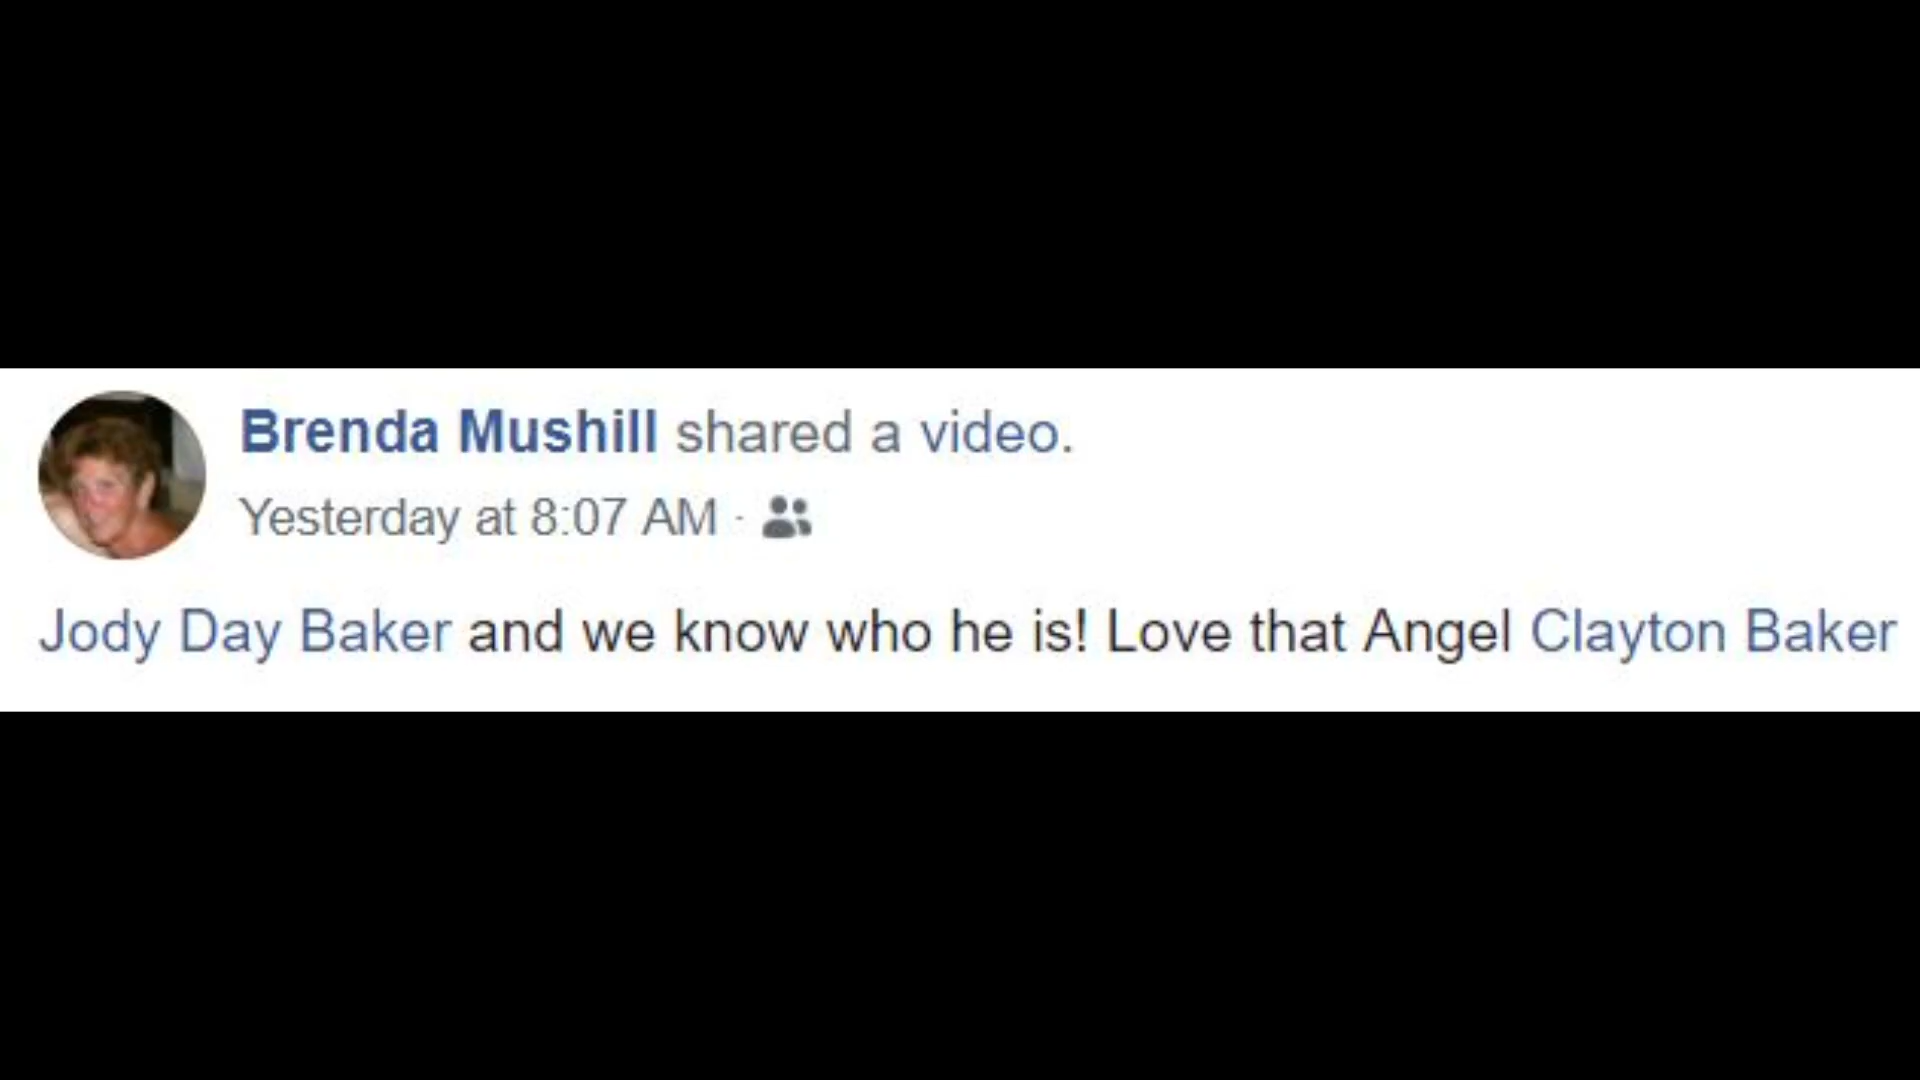 Brenda Mushill shared a video.
Yesterday at 8:07 AM ·
Jody Day Baker and we know who he is! Love that Angel Clayton Baker